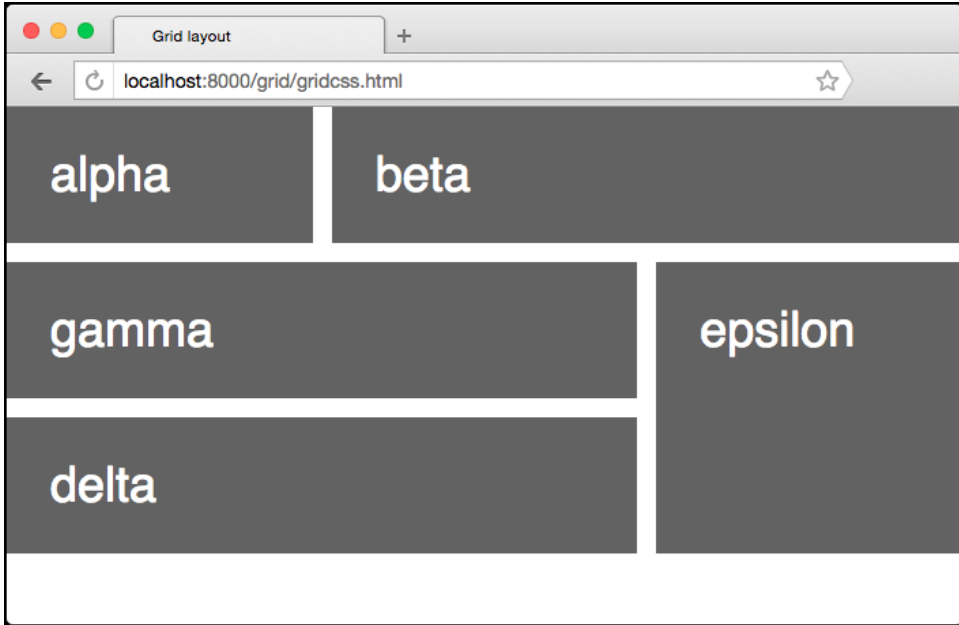 Grid layout
localhost:8000/grid/gridcss.html
alpha
beta
gamma
epsilon
delta